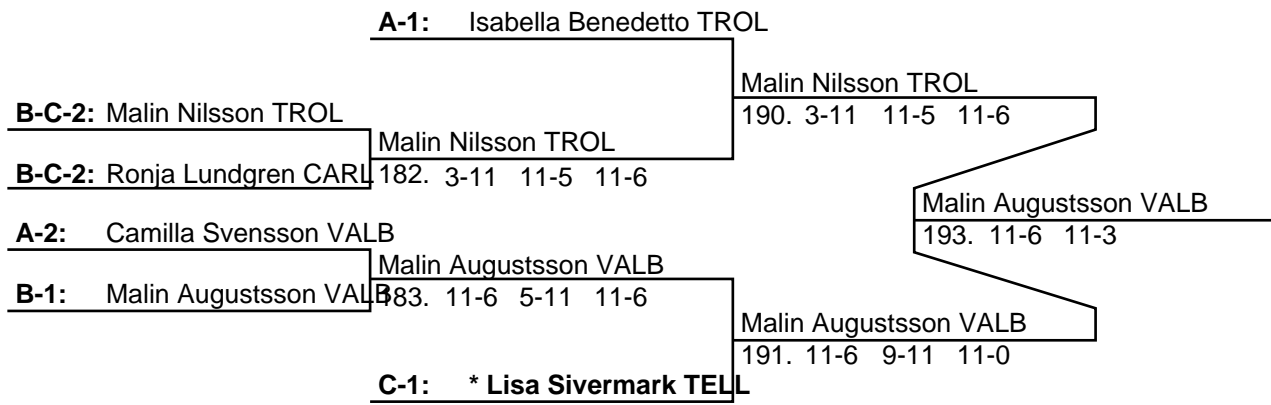 A-1: Isabella Benedetto TROL
Malin Nilsson TROL
190. 3-11 11-5 11-6
B-C-2: Malin Nilsson TROL
Malin Nilsson TROL
B-C-2: Ronja Lundgren CARL
182. 3-11 11-5 11-6
Malin Augustsson VALB
193. 11-6 11-3
A-2: Camilla Svensson VALB
Malin Augustsson VALB
B-1: Malin Augustsson VALB
183. 11-6 5-11 11-6
Malin Augustsson VALB
191. 11-6 9-11 11-0
C-1: * Lisa Sivermark TELL